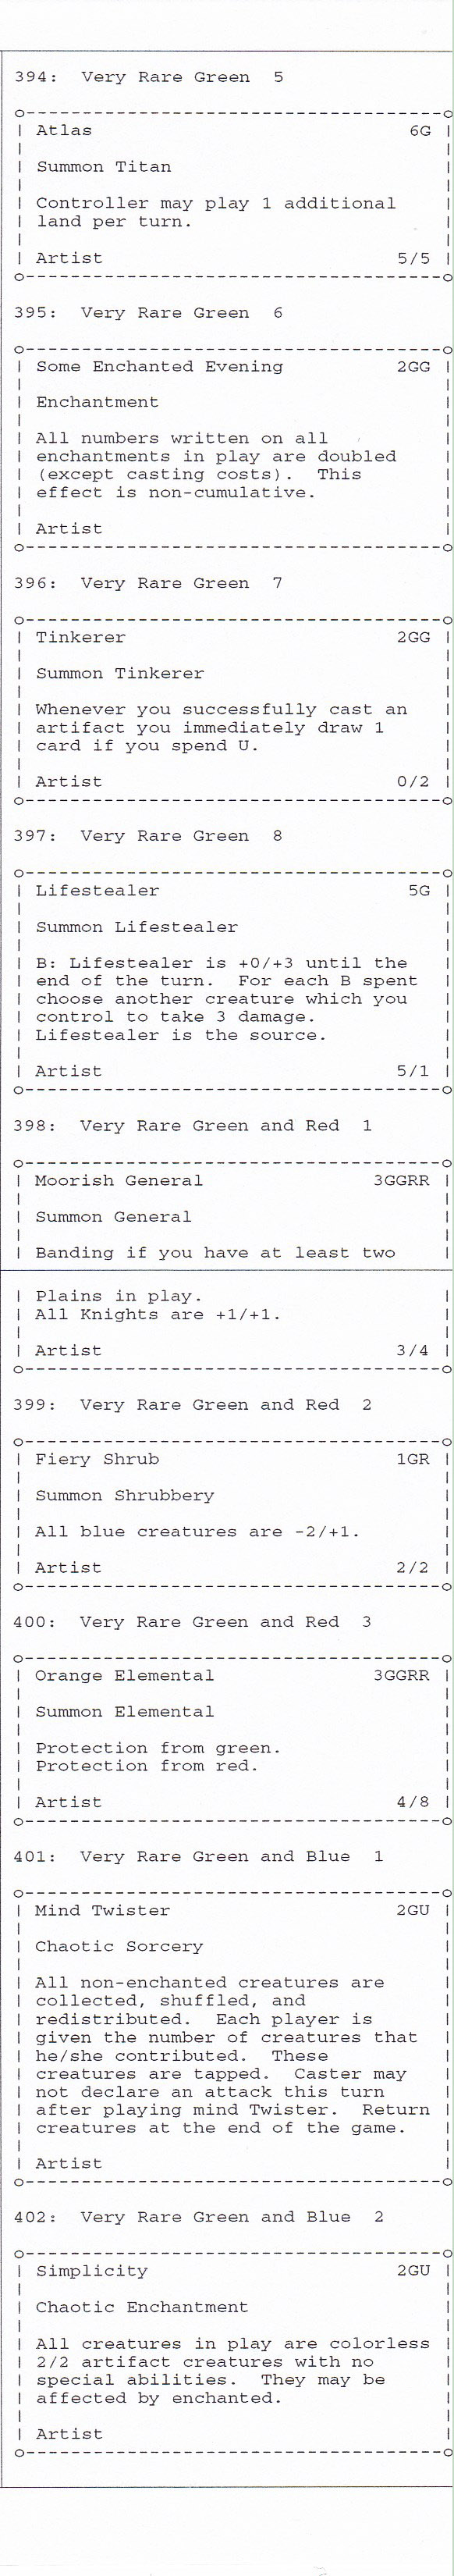 394:  Very Rare Green  5
o-------------------------------------o
| Atlas                            6G |
|                                     |
| Summon Titan                        |
|                                     |
| Controller may play 1 additional    |
| land per turn.                      |
|                                     |
| Artist                          5/5 |
o-------------------------------------o
395:  Very Rare Green  6
o-------------------------------------o
| Some Enchanted Evening          2GG |
|                                     |
| Enchantment                         |
|                                     |
| All numbers written on all          |
| enchantments in play are doubled    |
| (except casting costs).  This       |
| effect is non-cumulative.           |
|                                     |
| Artist                              |
o-------------------------------------o
396:  Very Rare Green  7
o-------------------------------------o
| Tinkerer                        2GG |
|                                     |
| Summon Tinkerer                     |
|                                     |
| Whenever you successfully cast an   |
| artifact you immediately draw 1     |
| card if you spend U.                |
|                                     |
| Artist                          0/2 |
o-------------------------------------o
397:  Very Rare Green  8
o-------------------------------------o
| Lifestealer                      5G |
|                                     |
| Summon Lifestealer                  |
|                                     |
| B: Lifestealer is +0/+3 until the   |
| end of the turn.  For each B spent  |
| choose another creature which you   |
| control to take 3 damage.           |
| Lifestealer is the source.          |
|                                     |
| Artist                          5/1 |
o-------------------------------------o
398:  Very Rare Green and Red  1
o-------------------------------------o
| Moorish General               3GGRR |
|                                     |
| Summon General                      |
|                                     |
| Banding if you have at least two    |
| Plains in play.                     |
| All Knights are +1/+1.              |
|                                     |
| Artist                          3/4 |
o-------------------------------------o
399:  Very Rare Green and Red  2
o-------------------------------------o
| Fiery Shrub                     1GR |
|                                     |
| Summon Shrubbery                    |
|                                     |
| All blue creatures are -2/+1.       |
|                                     |
| Artist                          2/2 |
o-------------------------------------o
400:  Very Rare Green and Red  3
o-------------------------------------o
| Orange Elemental              3GGRR |
|                                     |
| Summon Elemental                    |
|                                     |
| Protection from green.              |
| Protection from red.                |
|                                     |
| Artist                          4/8 |
o-------------------------------------o
401:  Very Rare Green and Blue  1
o-------------------------------------o
| Mind Twister                    2GU |
|                                     |
| Chaotic Sorcery                     |
|                                     |
| All non-enchanted creatures are     |
| collected, shuffled, and            |
| redistributed.  Each player is      |
| given the number of creatures that  |
| he/she contributed.  These          |
| creatures are tapped.  Caster may   |
| not declare an attack this turn     |
| after playing mind Twister.  Return |
| creatures at the end of the game.   |
|                                     |
| Artist                              |
o-------------------------------------o
402:  Very Rare Green and Blue  2
o-------------------------------------o
| Simplicity                      2GU |
|                                     |
| Chaotic Enchantment                 |
|                                     |
| All creatures in play are colorless |
| 2/2 artifact creatures with no      |
| special abilities.  They may be     |
| affected by enchanted.              |
|                                     |
| Artist                              |
o-------------------------------------o